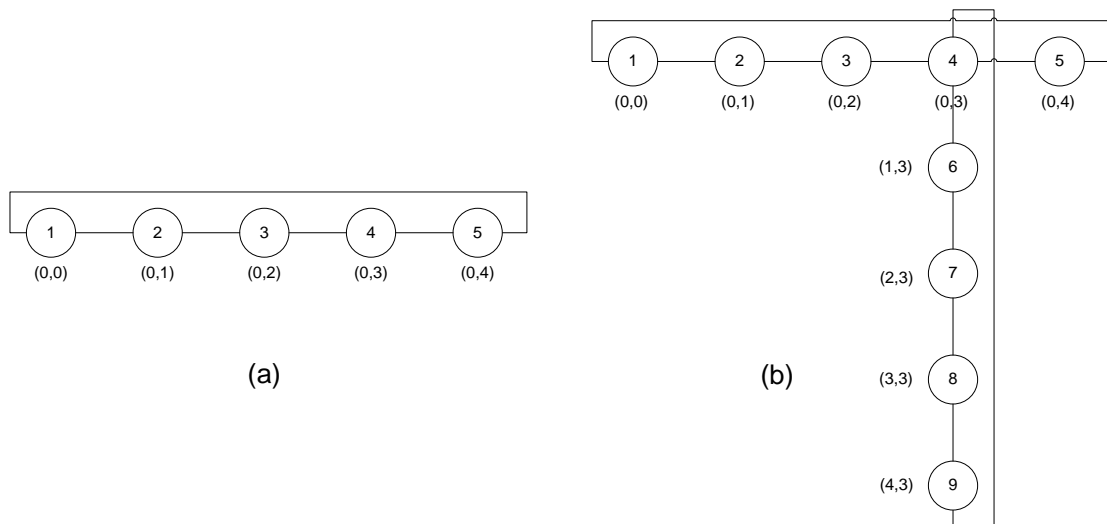 1 2 3 4 5
(0,0) (0,1) (0,2) (0,3) (0,4)
(a)
1 2 3 4 5
(0,0) (0,1) (0,2) (0,3) (0,4)
(1,3) 6
(2,3) 7
(3,3) 8
(b)
(4,3) 9